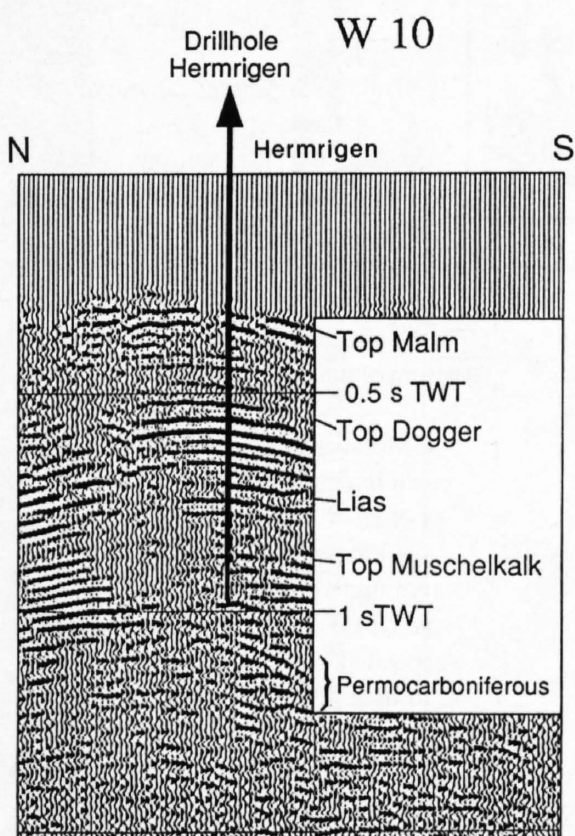 W 10
Drillhole
Hermrigen
N
Hermrigen
S
Top Malm
0.5 s TWT
Top Dogger
Lias
Top Muschelkalk
1 sTWT
Permocarboniferous